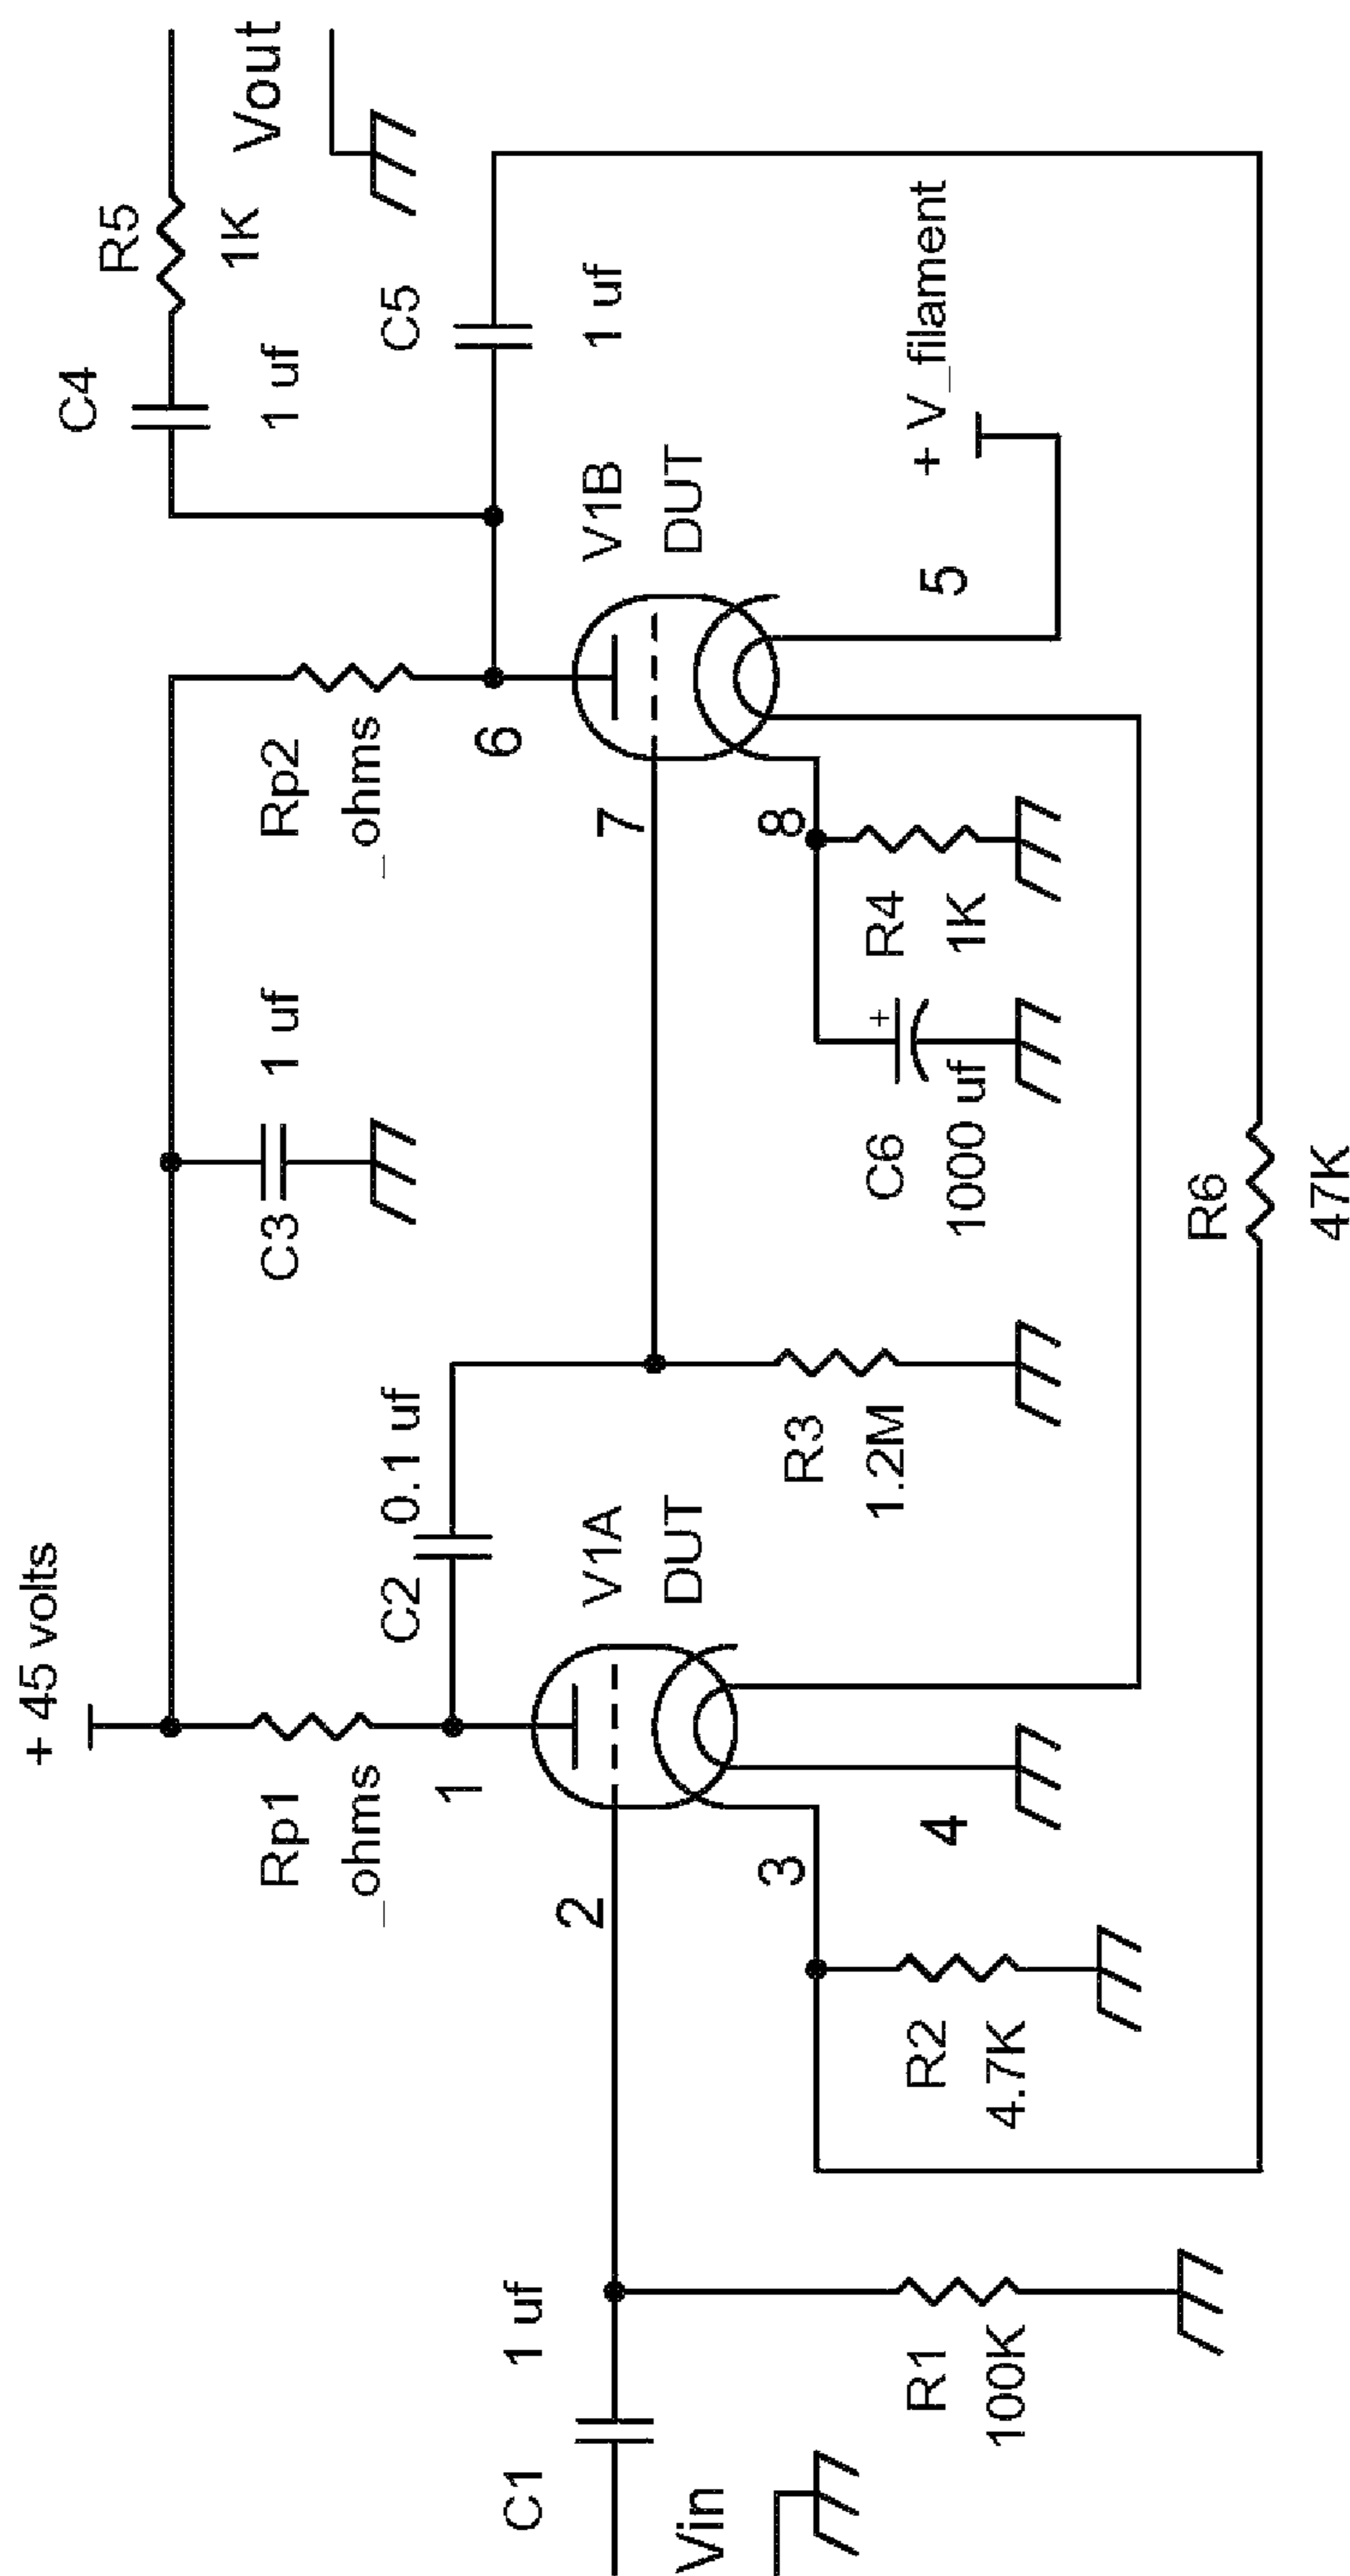 + 45 volts
Rp1
_ohms
1
C2
0.1 uf
C3
1 uf
Rp2
_ohms
6
C4
1 uf
R5
1K
Vout
C5
1 uf
V1A
DUT
V1B
DUT
2
3
4
7
8
5
+ V_filament
C1
1 uf
Vin
R1
100K
R2
4.7K
R3
1.2M
C6
1000 uf
+
R4
1K
R6
47K